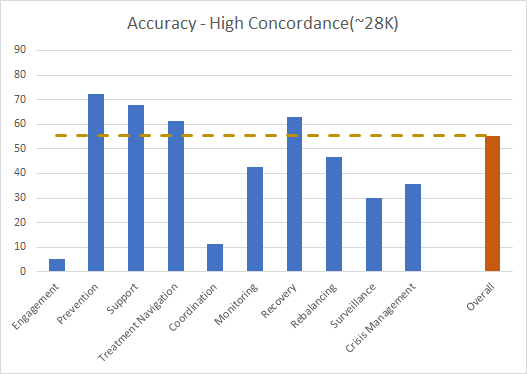 Accuracy - High Concordance(~28K)
90
80
70
60
50
40
30
20
10
0
Engagement
Prevention
Support
Treatment Navigation
Coordination
Monitoring
Recovery
Rebalancing
Surveillance
Crisis Management
Overall